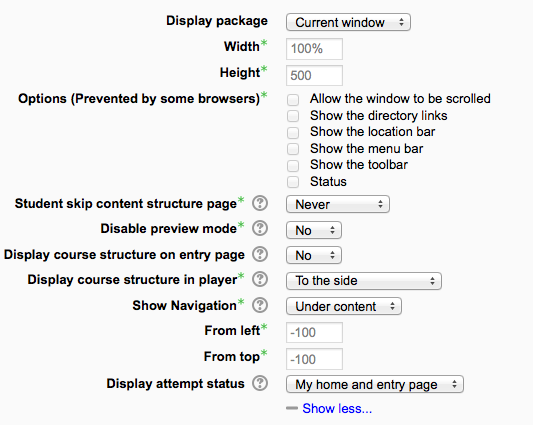 Display package Current window
Width* 100%
Height* 500
Options (Prevented by some browsers)* Allow the window to be scrolled
Show the directory links
Show the location bar
Show the menu bar
Show the toolbar
Status
Student skip content structure page* ? Never
Disable preview mode* ? No
Display course structure on entry page ? No
Display course structure in player* ? To the side
Show Navigation* ? Under content
From left* -100
From top* -100
Display attempt status ? My home and entry page
Show less...